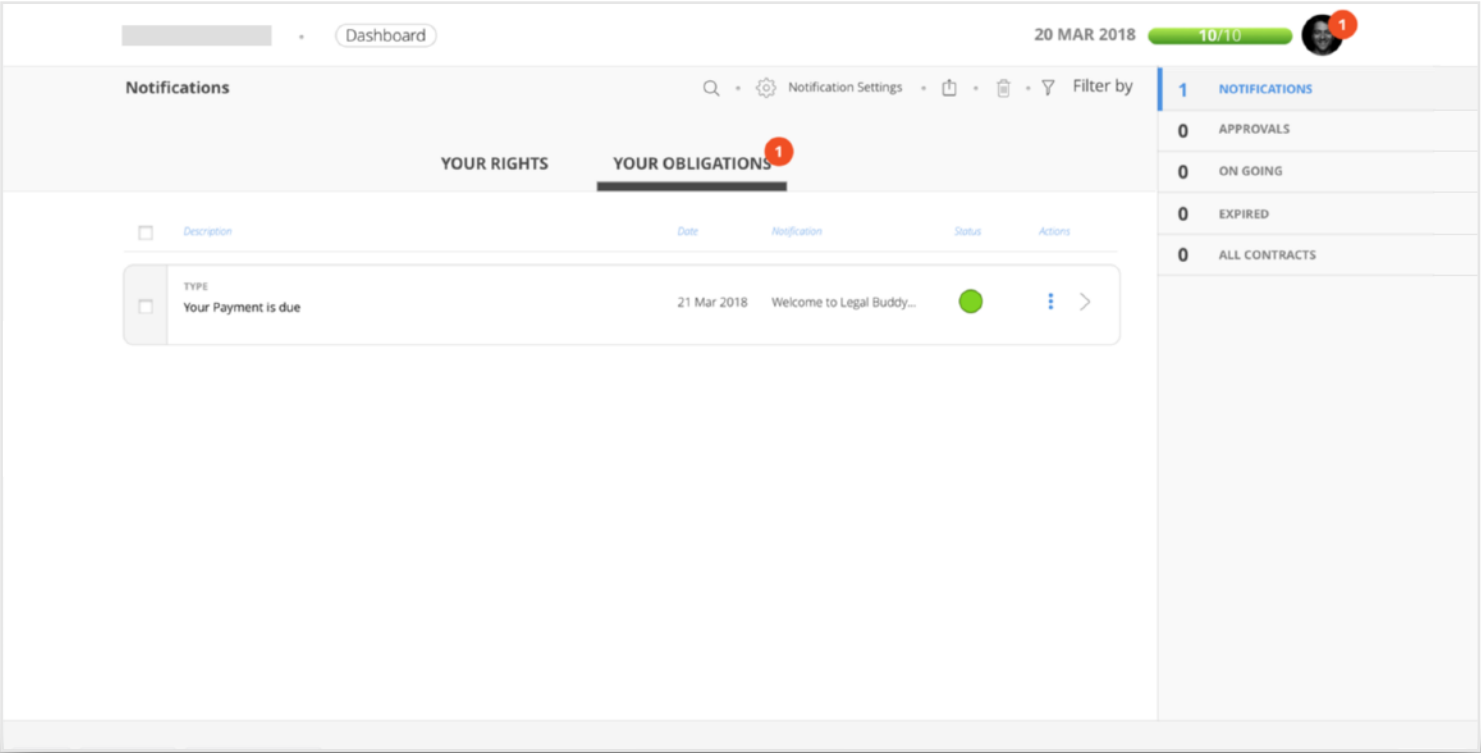 Dashboard
20 MAR 2018
10/10
1
Notifications
Notification Settings
Filter by
YOUR RIGHTS
YOUR OBLIGATIONS
1
Description Date Notification Status Actions
TYPE
Your Payment is due
21 Mar 2018
Welcome to Legal Buddy...
1 NOTIFICATIONS
0 APPROVALS
0 ON GOING
0 EXPIRED
0 ALL CONTRACTS